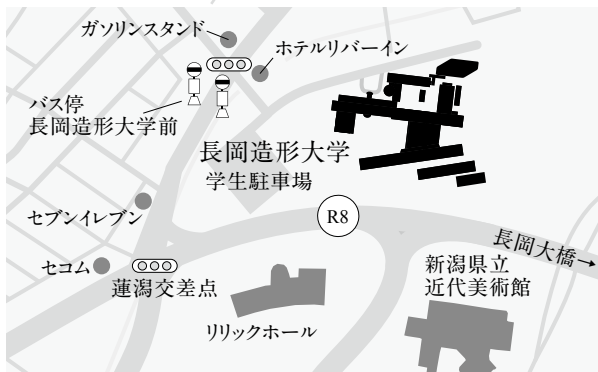 ガソリンスタンド
ホテルリバーイン
バス停
長岡造形大学前
長岡造形大学
学生駐車場
セブンイレブン
R8
長岡大橋→
セコム
蓮潟交差点
新潟県立
近代美術館
リリックホール